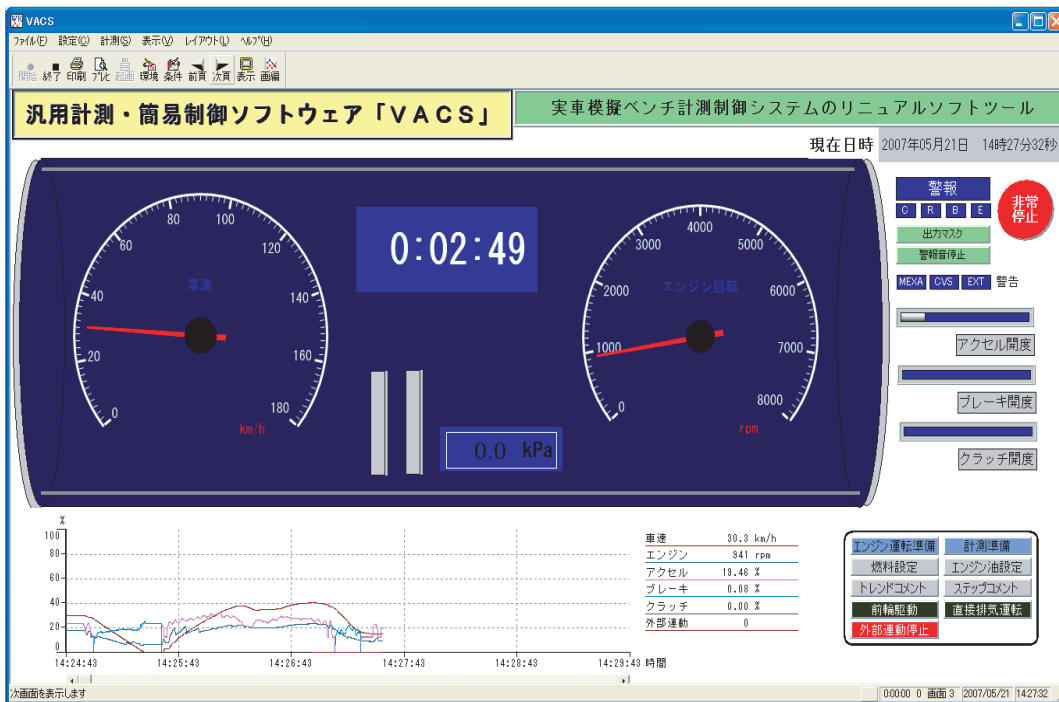 VACS
ファイル(F) 設定(C) 計測(S) 表示(V) レイアウト(L) ヘルプ(H)
開始 終了 印刷 プレビ 起画 環境 条件 前頁 次頁 表示 画編
汎用計測・簡易制御ソフトウェア「VACS」
実車模擬ベンチ計測制御システムのリニュアルソフトツール
現在日時 2007年05月21日 14時27分32秒
警報
C R B E
非常停止
出力マスク
警報音停止
MEXA CVS EXT 警告
アクセル開度
ブレーキ開度
クラッチ開度
車速
0 20 40 60 80 100 120 140 160 180
km/h
0:02:49
0.0 kPa
エンジン回転
0 1000 2000 3000 4000 5000 6000 7000 8000
rpm
%
100
80
60
40
20
0
14:24:43 14:25:43 14:26:43 14:27:43 14:28:43 14:29:43 時間
車速 30.3 km/h
エンジン 941 rpm
アクセル 19.46 %
ブレーキ 0.08 %
クラッチ 0.00 %
外部連動 0
エンジン運転準備 計測準備
燃料設定 エンジン油設定
トレンドコメント ステップコメント
前輪駆動 直接排気運転
外部連動停止
次画面を表示します
0:00:00 0 画面 3 2007/05/21 14:27:32